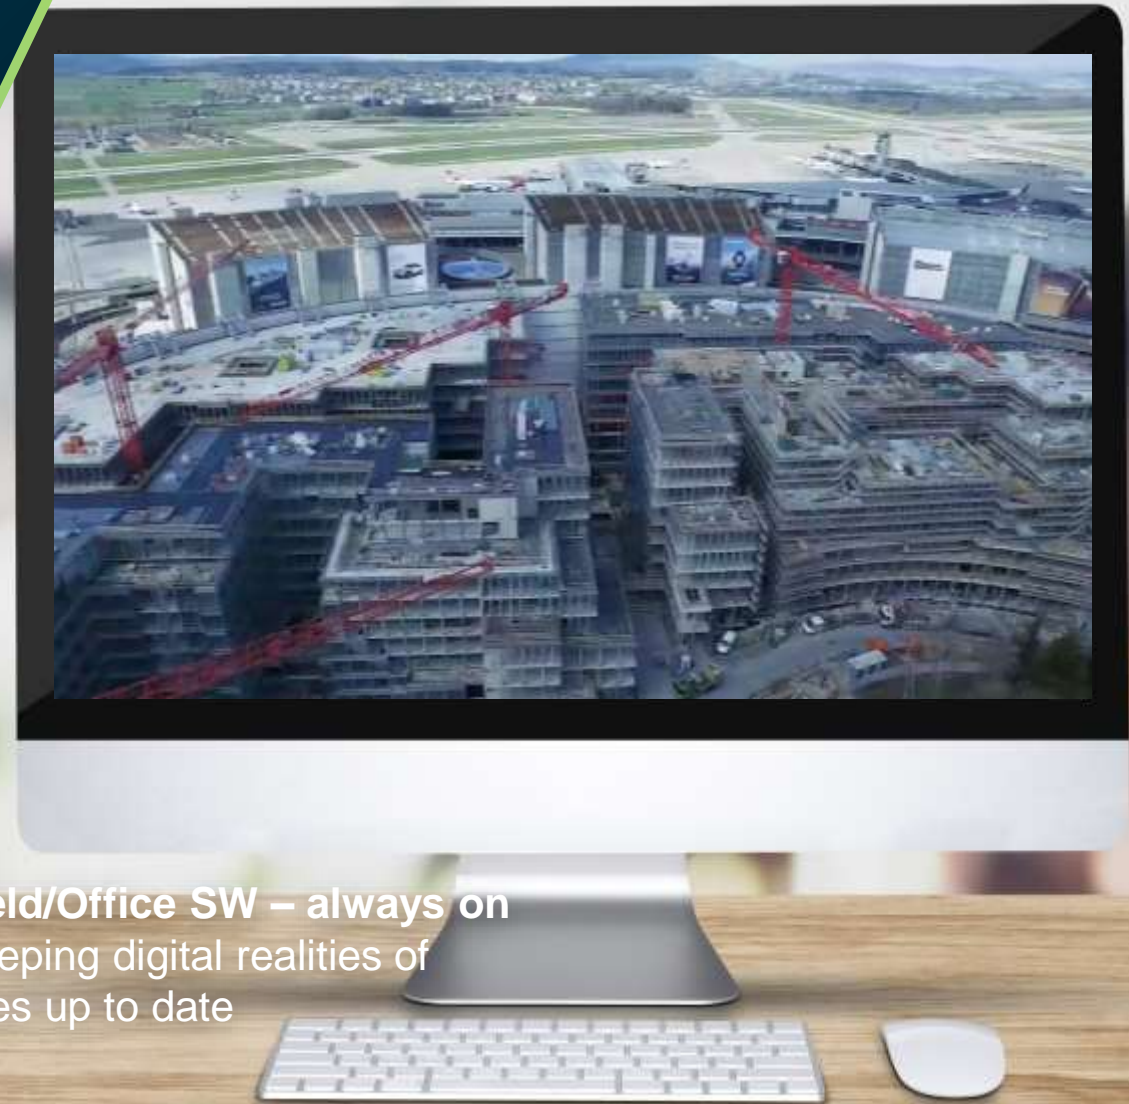 eld/Office SW – always on
eping digital realities of
es up to date